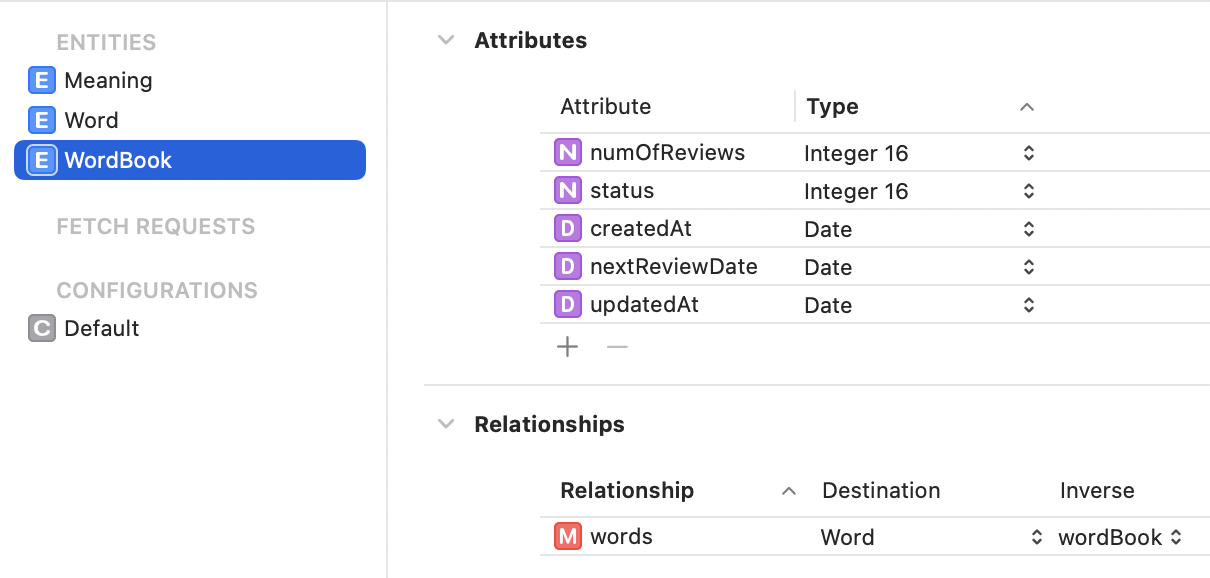 ENTITIES
E Meaning
E Word
E WordBook
FETCH REQUESTS
CONFIGURATIONS
C Default
Attributes
Attribute Type
N numOfReviews Integer 16
N status Integer 16
D createdAt Date
D nextReviewDate Date
D updatedAt Date
Relationships
Relationship Destination Inverse
M words Word wordBook